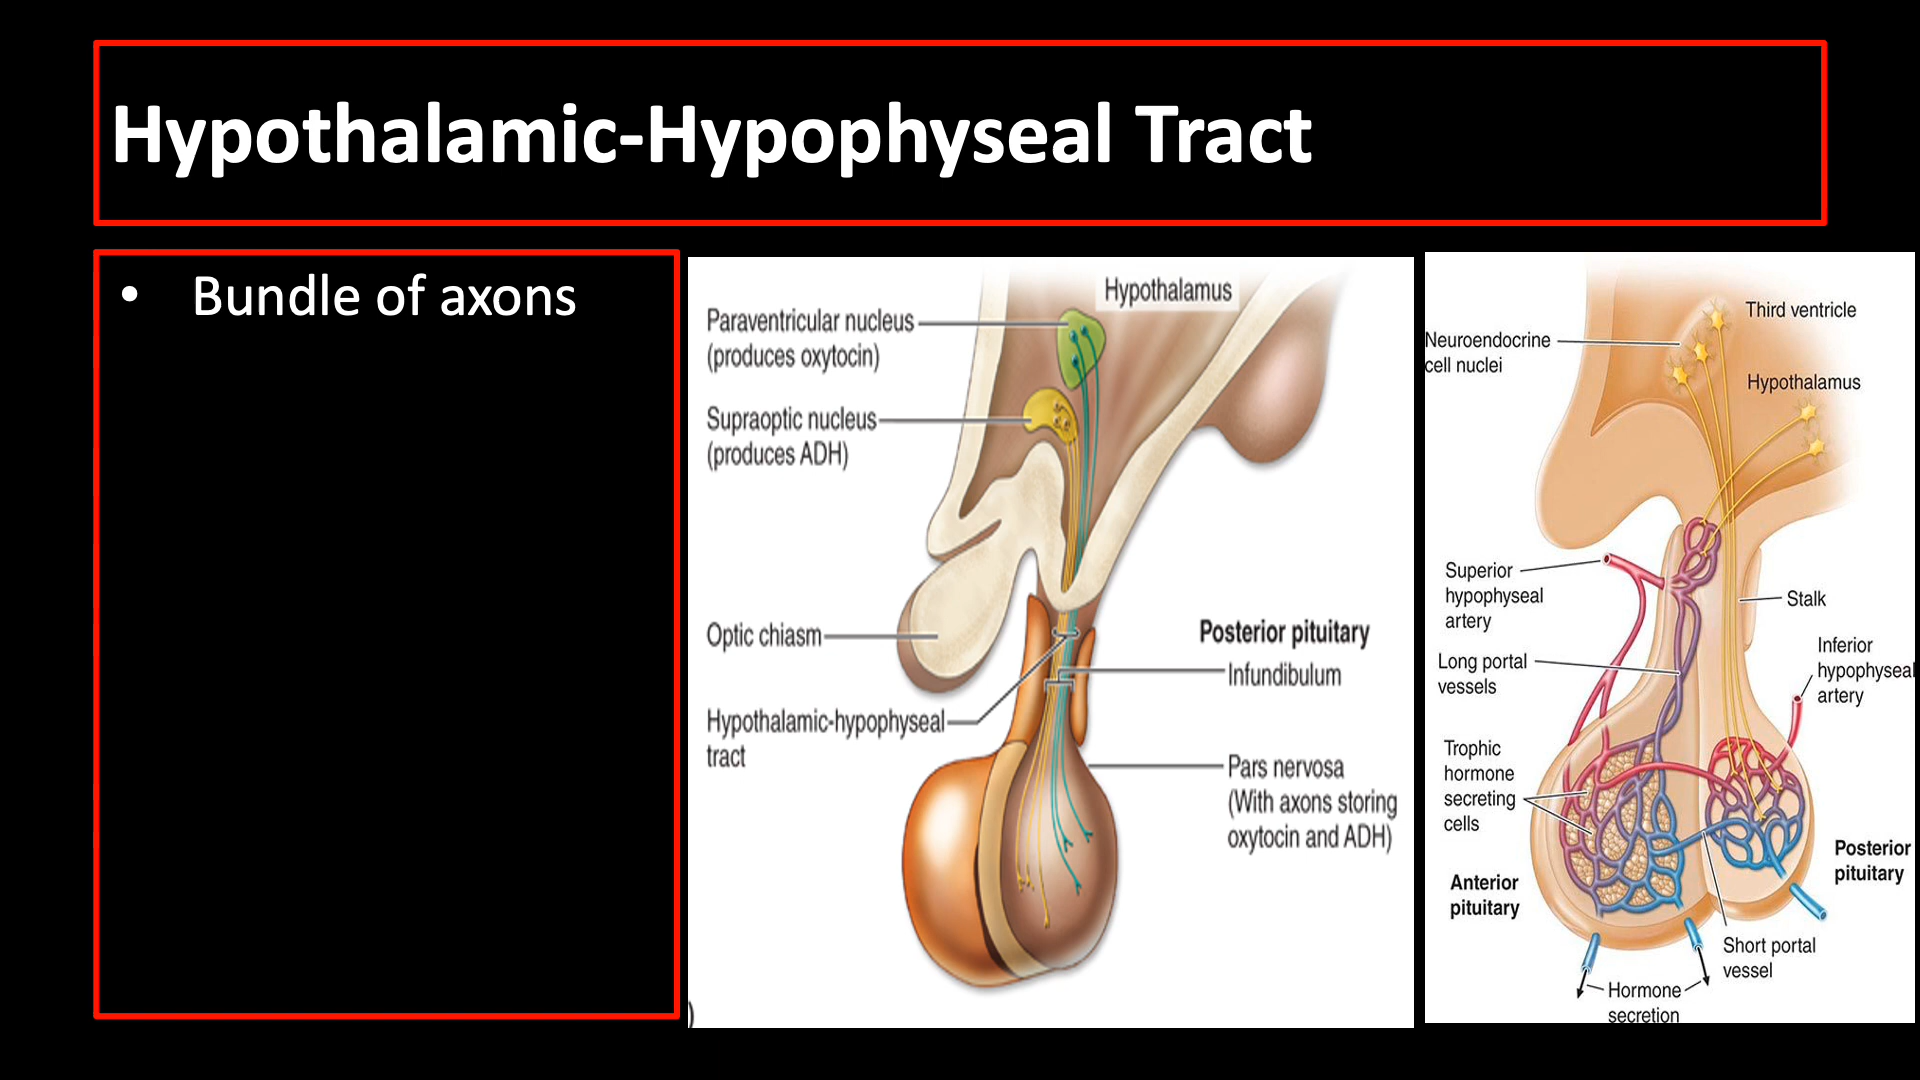 Hypothalamic-Hypophyseal Tract
• Bundle of axons
Hypothalamus
Paraventricular nucleus
(produces oxytocin)
Supraoptic nucleus
(produces ADH)
Optic chiasm
Posterior pituitary
Infundibulum
Hypothalamic-hypophyseal
tract
Pars nervosa
(With axons storing
oxytocin and ADH)
)
Third ventricle
Neuroendocrine
cell nuclei
Hypothalamus
Superior
hypophyseal
artery
Stalk
Inferior
hypophyseal
artery
Long portal
vessels
Trophic
hormone
secreting
cells
Posterior
pituitary
Anterior
pituitary
Short portal
vessel
Hormone
secretion